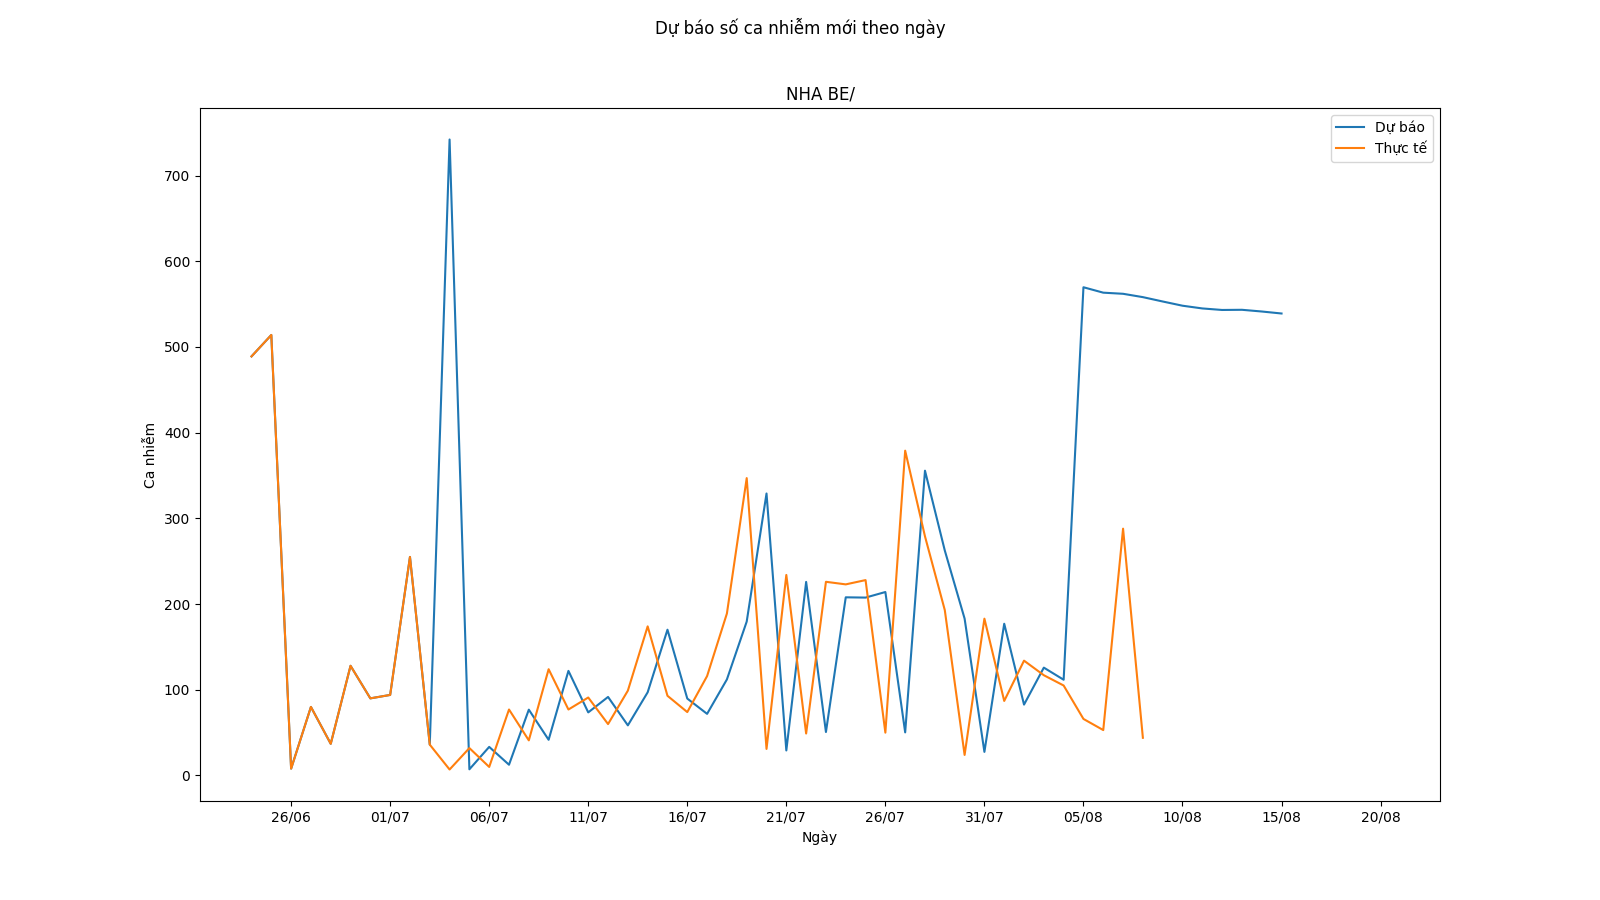 Dự báo số ca nhiễm mới theo ngày
NHA BE/
Dự báo
Thực tế
700
600
500
400
300
200
100
0
Ca nhiễm
26/06 01/07 06/07 11/07 16/07 21/07 26/07 31/07 05/08 10/08 15/08 20/08
Ngày